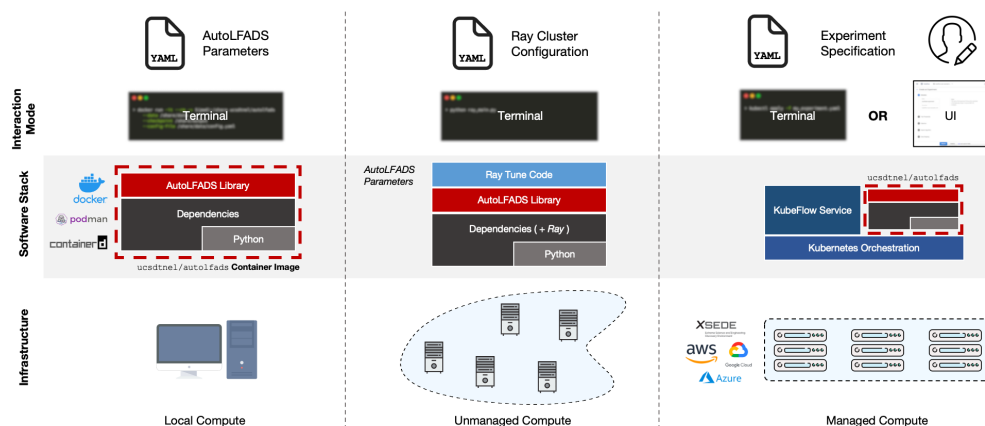 YAML
AutoLFADS
Parameters
YAML
Ray Cluster
Configuration
YAML
Experiment
Specification
Interaction
Mode
Terminal
Terminal
Terminal
OR
UI
Software Stack
docker
podman
containerd
AutoLFADS Library
Dependencies
Python
ucsdtnel/autolfads Container Image
AutoLFADS
Parameters
Ray Tune Code
AutoLFADS Library
Dependencies ( + Ray )
Python
ucsdtnel/autolfads
KubeFlow Service
Kubernetes Orchestration
Infrastructure
XSEDE
aws
Google Cloud
Azure
Local Compute
Unmanaged Compute
Managed Compute